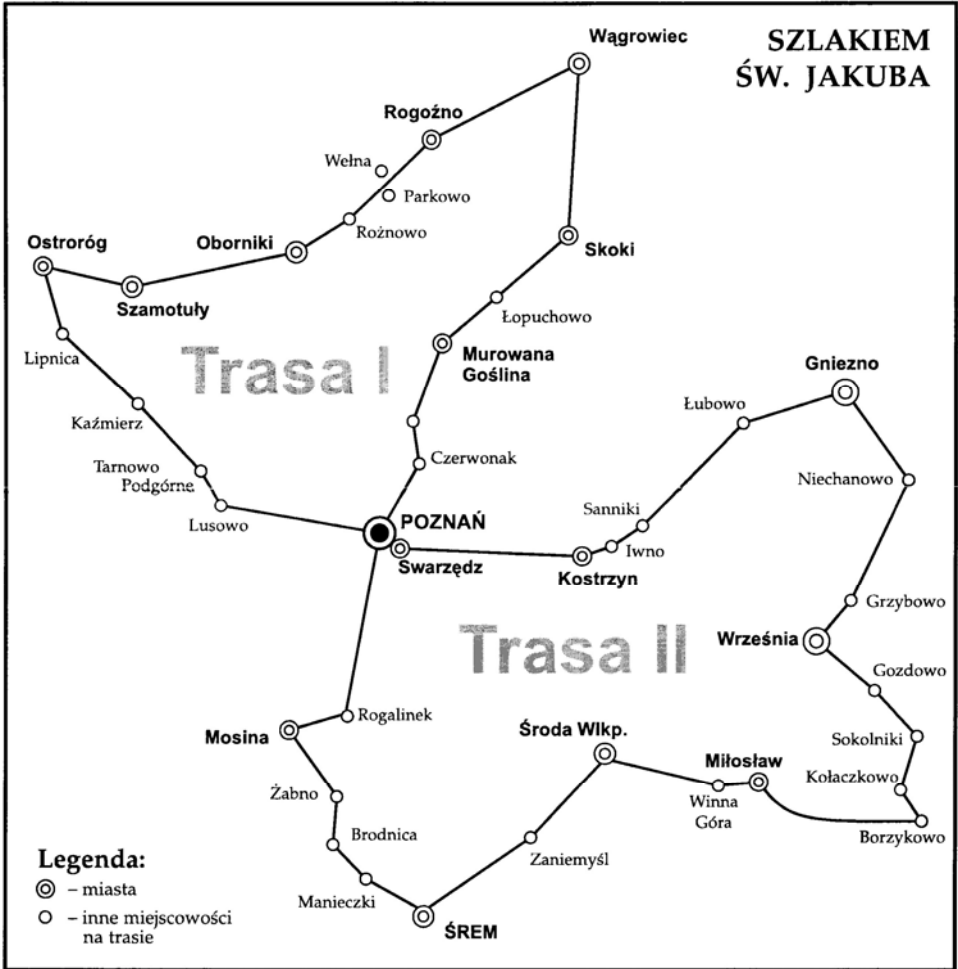 SZLAKIEM
ŚW. JAKUBA
Wągrowiec
Rogoźno
Wełna
Parkowo
Rożnowo
Ostroróg
Oborniki
Skoki
Szamotuły
Łopuchowo
Lipnica
Trasa I
Murowana
Goślina
Gniezno
Kaźmierz
Łubowo
Tarnowo
Podgórne
Czerwonak
Niechanowo
Lusowo
POZNAŃ
Sanniki
Iwno
Swarzędz
Kostrzyn
Grzybowo
Trasa II
Września
Gozdowo
Rogalinek
Mosina
Środa Wlkp.
Sokolniki
Miłosław
Kołaczkowo
Żabno
Winna
Góra
Borzykowo
Brodnica
Zaniemyśl
Legenda:
– miasta
Manieczki
– inne miejscowości
na trasie
ŚREM